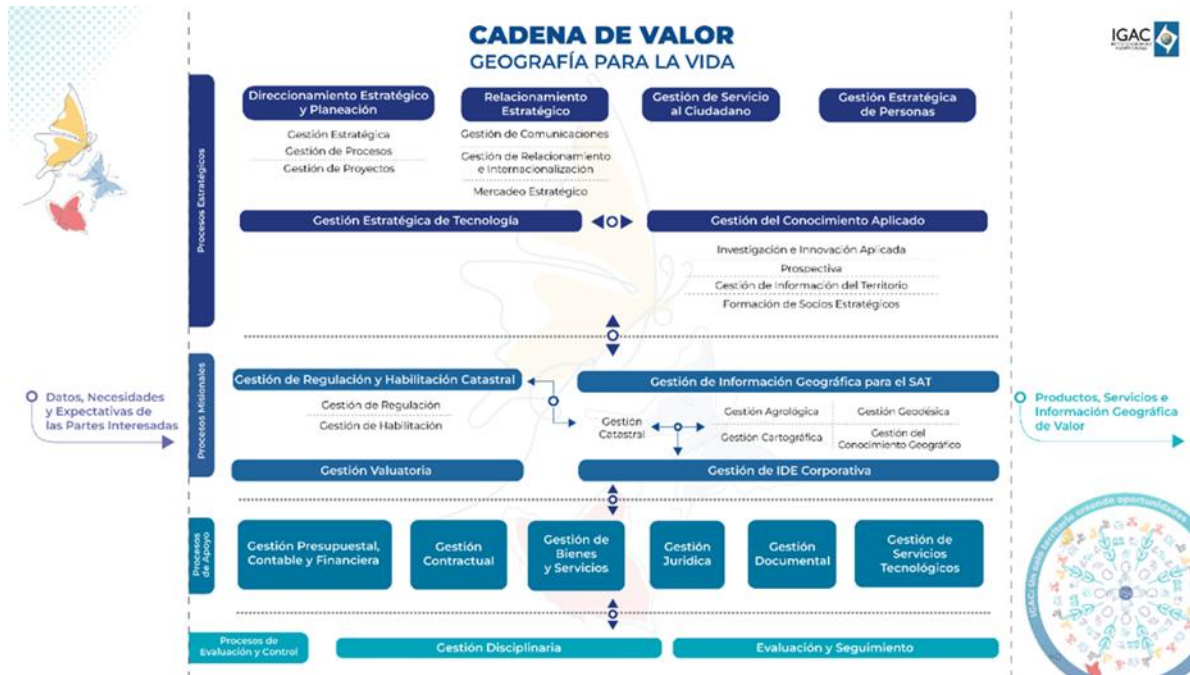 CADENA DE VALOR
GEOGRAFÍA PARA LA VIDA
IGAC
Procesos Estratégicos
Direccionamiento Estratégico
y Planeación
Gestión Estratégica
Gestión de Procesos
Gestión de Proyectos
Relacionamiento
Estratégico
Gestión de Comunicaciones
Gestión de Relacionamiento
e Internacionalización
Mercadeo Estratégico
Gestión de Servicio
al Ciudadano
Gestión Estratégica
de Personas
Gestión Estratégica de Tecnología
Gestión del Conocimiento Aplicado
Investigación e Innovación Aplicada
Prospectiva
Gestión de Información del Territorio
Formación de Socios Estratégicos
Datos, Necesidades
y Expectativas de
las Partes Interesadas
Procesos Misionales
Gestión de Regulación y Habilitación Catastral
Gestión de Regulación
Gestión de Habilitación
Gestión de Información Geográfica para el SAT
Gestión
Catastral
Gestión Agrológica
Gestión Geodésica
Gestión Cartográfica
Gestión del
Conocimiento Geográfico
Gestión Valuatoria
Gestión de IDE Corporativa
Productos, Servicios e
Información Geográfica
de Valor
Procesos
de Apoyo
Gestión Presupuestal,
Contable y Financiera
Gestión
Contractual
Gestión de
Bienes
y Servicios
Gestión
Jurídica
Gestión
Documental
Gestión de
Servicios
Tecnológicos
Procesos de
Evaluación y Control
Gestión Disciplinaria
Evaluación y Seguimiento
IGAC: Un solo territorio creando oportunidades